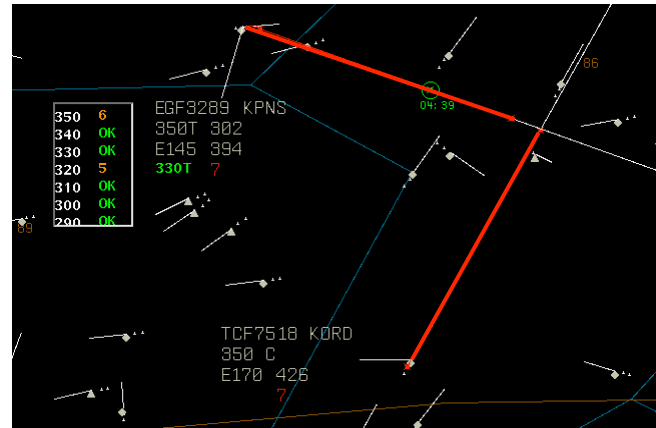 86
04:39
350 6
340 OK
330 OK
320 5
310 OK
300 OK
290 OK
EGF3289 KPNS
350T 302
E145 394
330T 7
89
TCF7518 KORD
350 C
E170 426
7